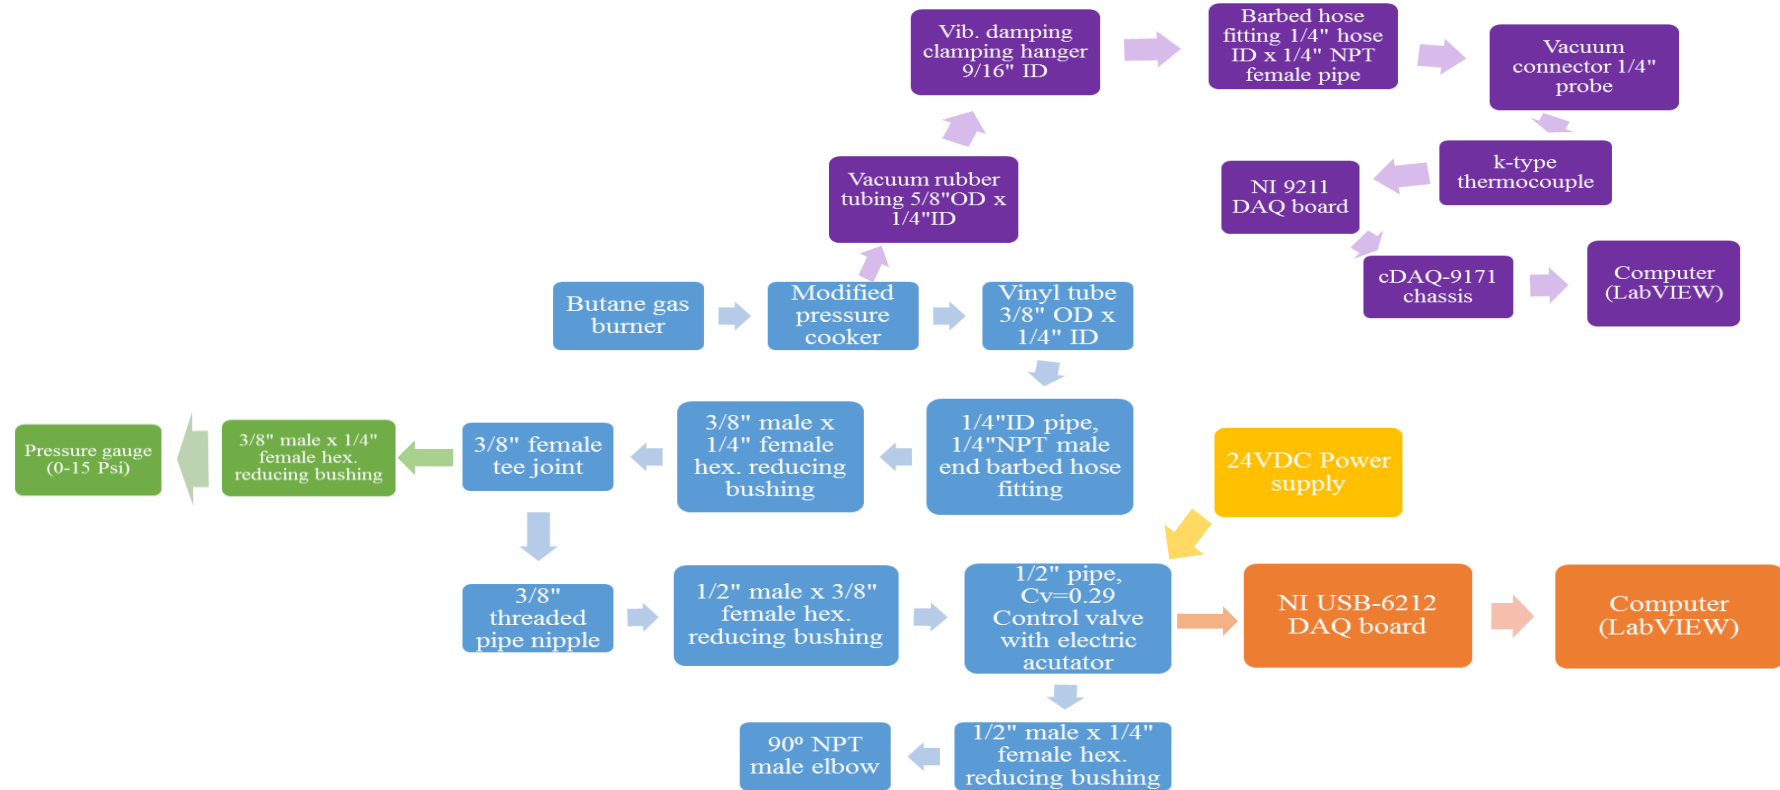 Vib. damping
clamping hanger
9/16" ID
Barbed hose
fitting 1/4" hose
ID x 1/4" NPT
female pipe
Vacuum
connector 1/4"
probe
Vacuum rubber
tubing 5/8"OD x
1/4"ID
NI 9211
DAQ board
k-type
thermocouple
cDAQ-9171
chassis
Computer
(LabVIEW)
Butane gas
burner
Modified
pressure
cooker
Vinyl tube
3/8" OD x
1/4" ID
Pressure gauge
(0-15 Psi)
3/8" male x 1/4"
female hex.
reducing bushing
3/8" female
tee joint
3/8" male x
1/4" female
hex. reducing
bushing
1/4"ID pipe,
1/4"NPT male
end barbed hose
fitting
24VDC Power
supply
3/8"
threaded
pipe nipple
1/2" male x 3/8"
female hex.
reducing bushing
1/2" pipe,
Cv=0.29
Control valve
with electric
acutator
NI USB-6212
DAQ board
Computer
(LabVIEW)
90º NPT
male elbow
1/2" male x 1/4"
female hex.
reducing bushing